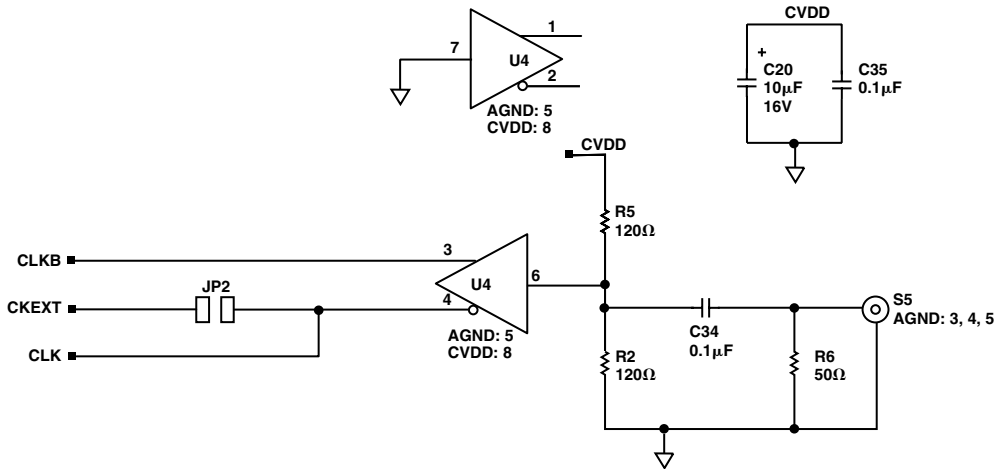 1
7
U4
2
AGND: 5
CVDD: 8
CVDD
+
C20
10μF
16V
C35
0.1μF
CVDD
R5
120Ω
CLKB
3
U4
6
CKEXT
JP2
4
AGND: 5
CVDD: 8
CLK
C34
0.1μF
S5
AGND: 3, 4, 5
R2
120Ω
R6
50Ω